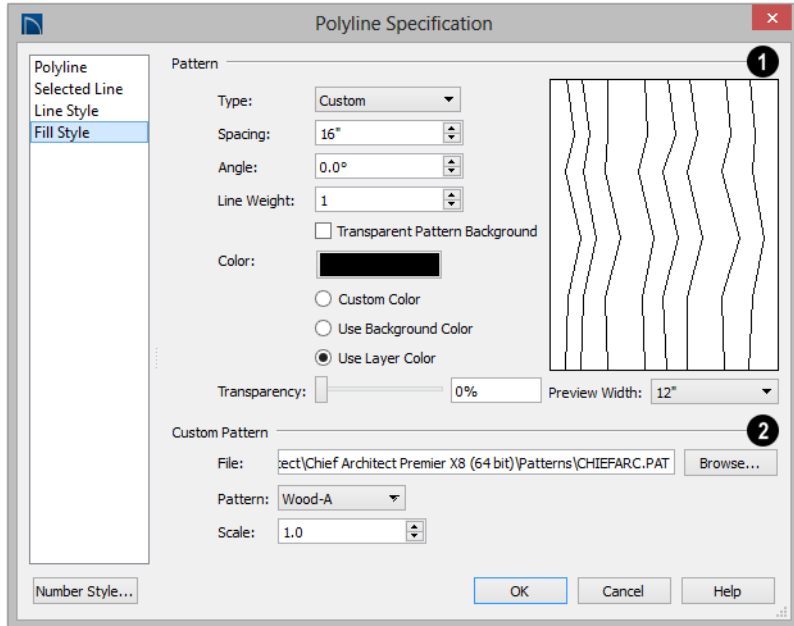 Polyline Specification
Polyline
Selected Line
Line Style
Fill Style
Pattern
1
Type: Custom
Spacing: 16"
Angle: 0.0°
Line Weight: 1
Transparent Pattern Background
Color:
Custom Color
Use Background Color
Use Layer Color
Transparency: 0%
Preview Width: 12"
Custom Pattern
2
File: :ect\Chief Architect Premier X8 (64 bit)\Patterns\CHIEFARC.PAT Browse...
Pattern: Wood-A
Scale: 1.0
Number Style... OK Cancel Help